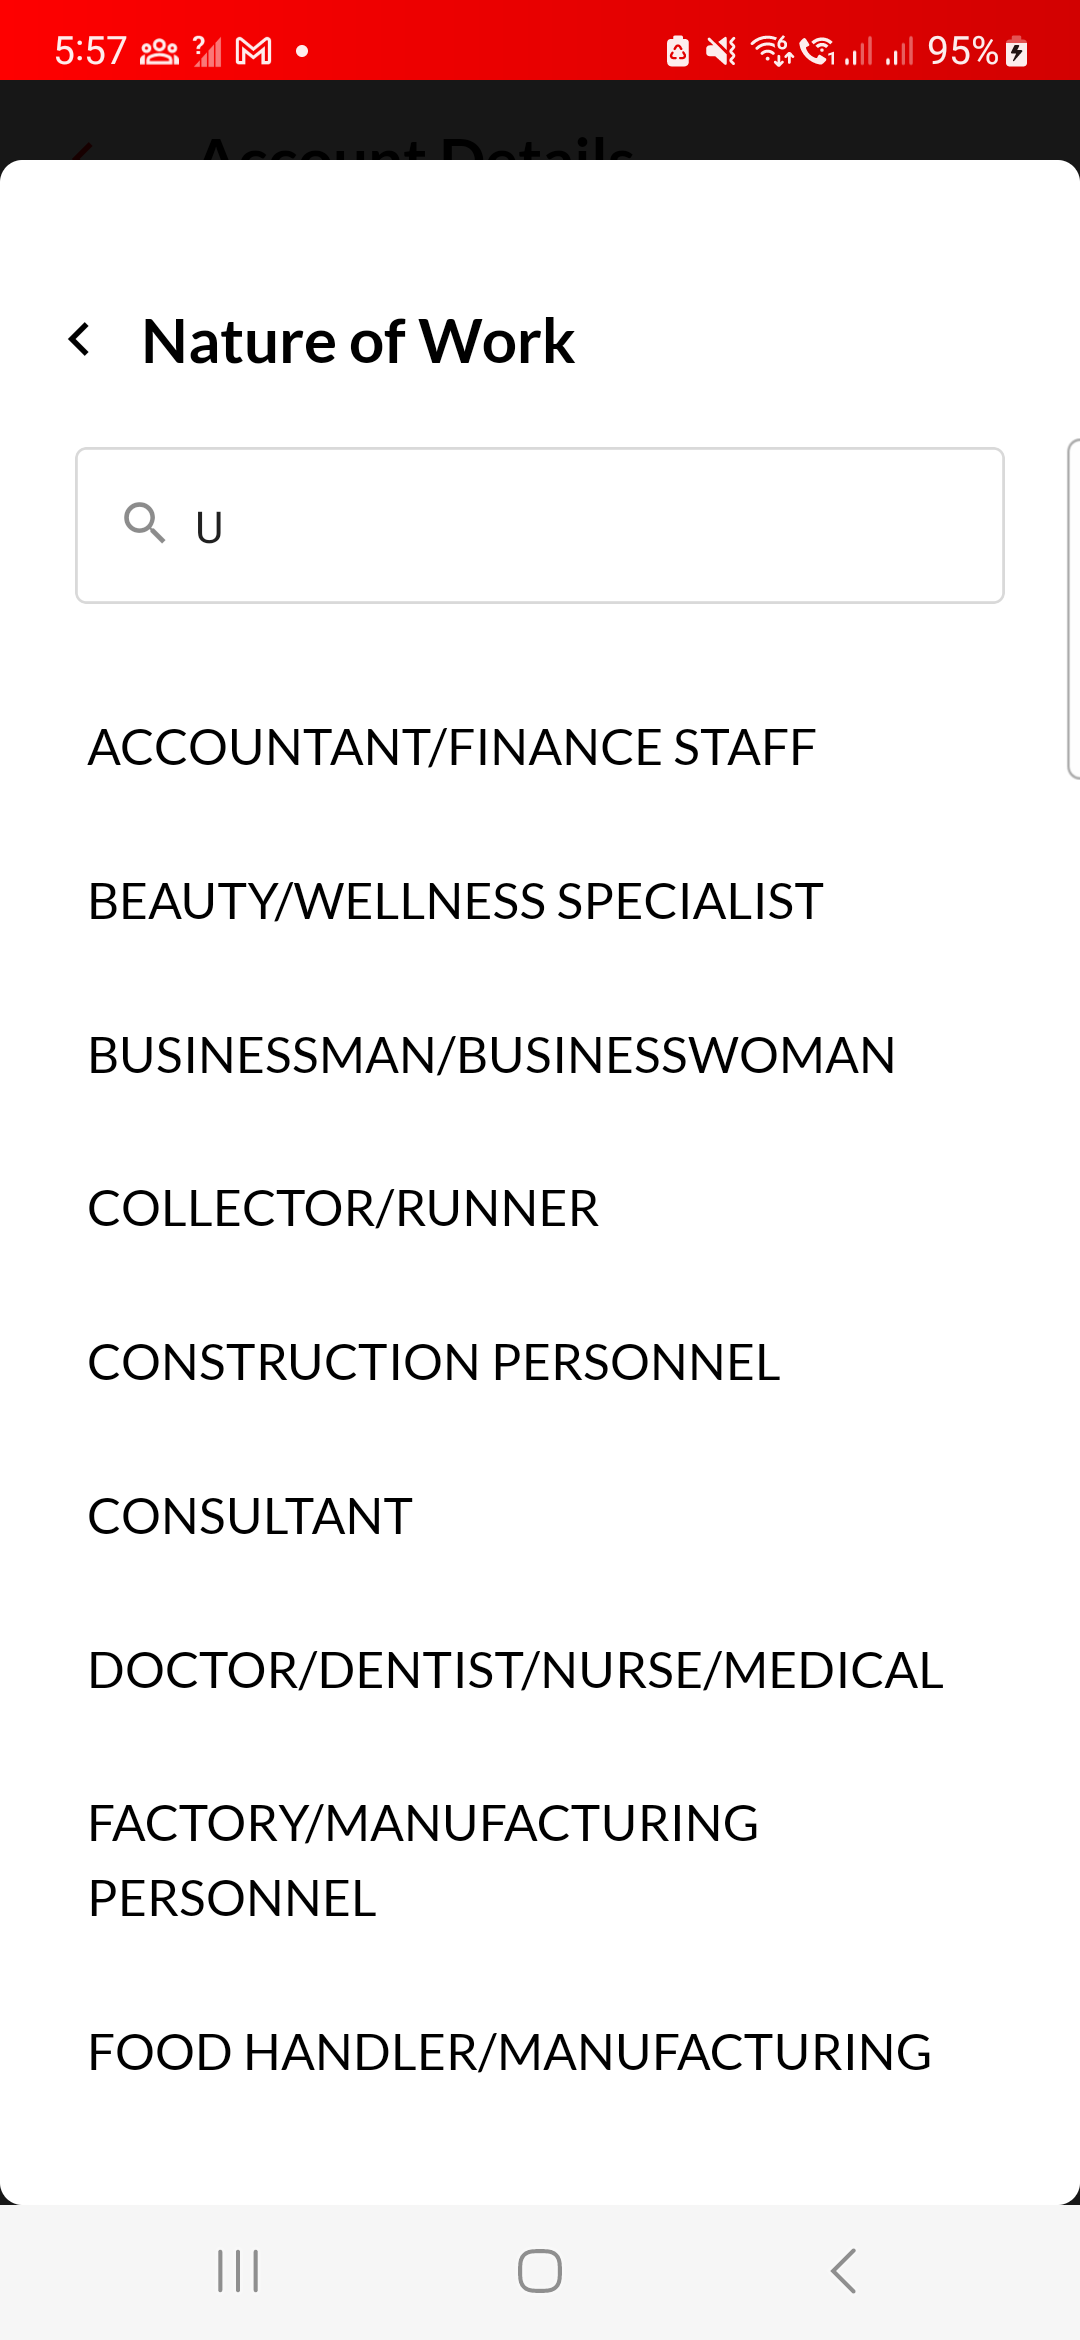 5:57
95%
Account Details
Nature of Work
U
ACCOUNTANT/FINANCE STAFF
BEAUTY/WELLNESS SPECIALIST
BUSINESSMAN/BUSINESSWOMAN
COLLECTOR/RUNNER
CONSTRUCTION PERSONNEL
CONSULTANT
DOCTOR/DENTIST/NURSE/MEDICAL
FACTORY/MANUFACTURING
PERSONNEL
FOOD HANDLER/MANUFACTURING